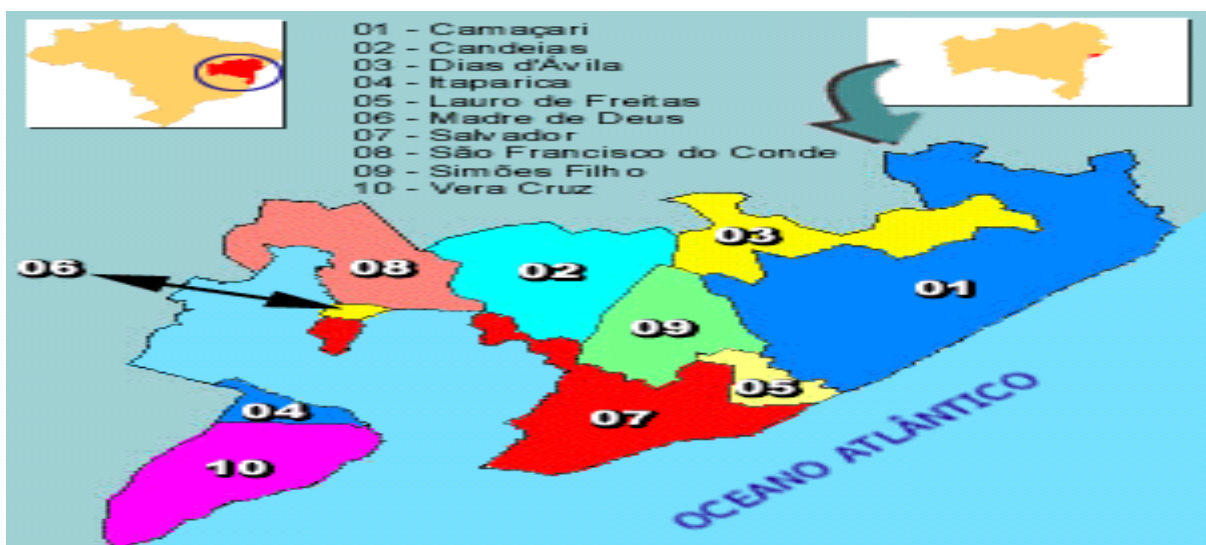 01 - Camaçari
02 - Candeias
03 - Dias d'Ávila
04 - Itaparica
05 - Lauro de Freitas
06 - Madre de Deus
07 - Salvador
08 - São Francisco do Conde
09 - Simões Filho
10 - Vera Cruz
03
06
08
02
01
09
05
04
07
10
OCEANO ATLÂNTICO